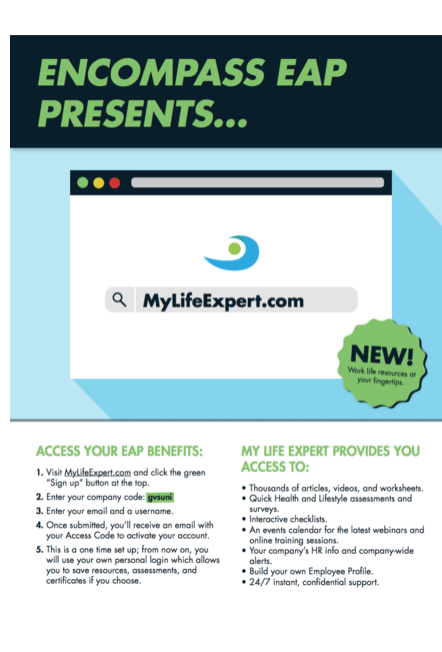 ENCOMPASS EAP
PRESENTS...
MyLifeExpert.com
NEW!
Work life resources at
your fingertips.
ACCESS YOUR EAP BENEFITS:
1. Visit MyLifeExpert.com and click the green
"Sign up" button at the top.
2. Enter your company code: gvsuni
3. Enter your email and a username.
4. Once submitted, you'll receive an email with
your Access Code to activate your account.
5. This is a one time set up; from now on, you
will use your own personal login which allows
you to save resources, assessments, and
certificates if you choose.
MY LIFE EXPERT PROVIDES YOU
ACCESS TO:
• Thousands of articles, videos, and worksheets.
• Quick Health and Lifestyle assessments and
surveys.
• Interactive checklists.
• An events calendar for the latest webinars and
online training sessions.
• Your company's HR info and company-wide
alerts.
• Build your own Employee Profile.
• 24/7 instant, confidential support.